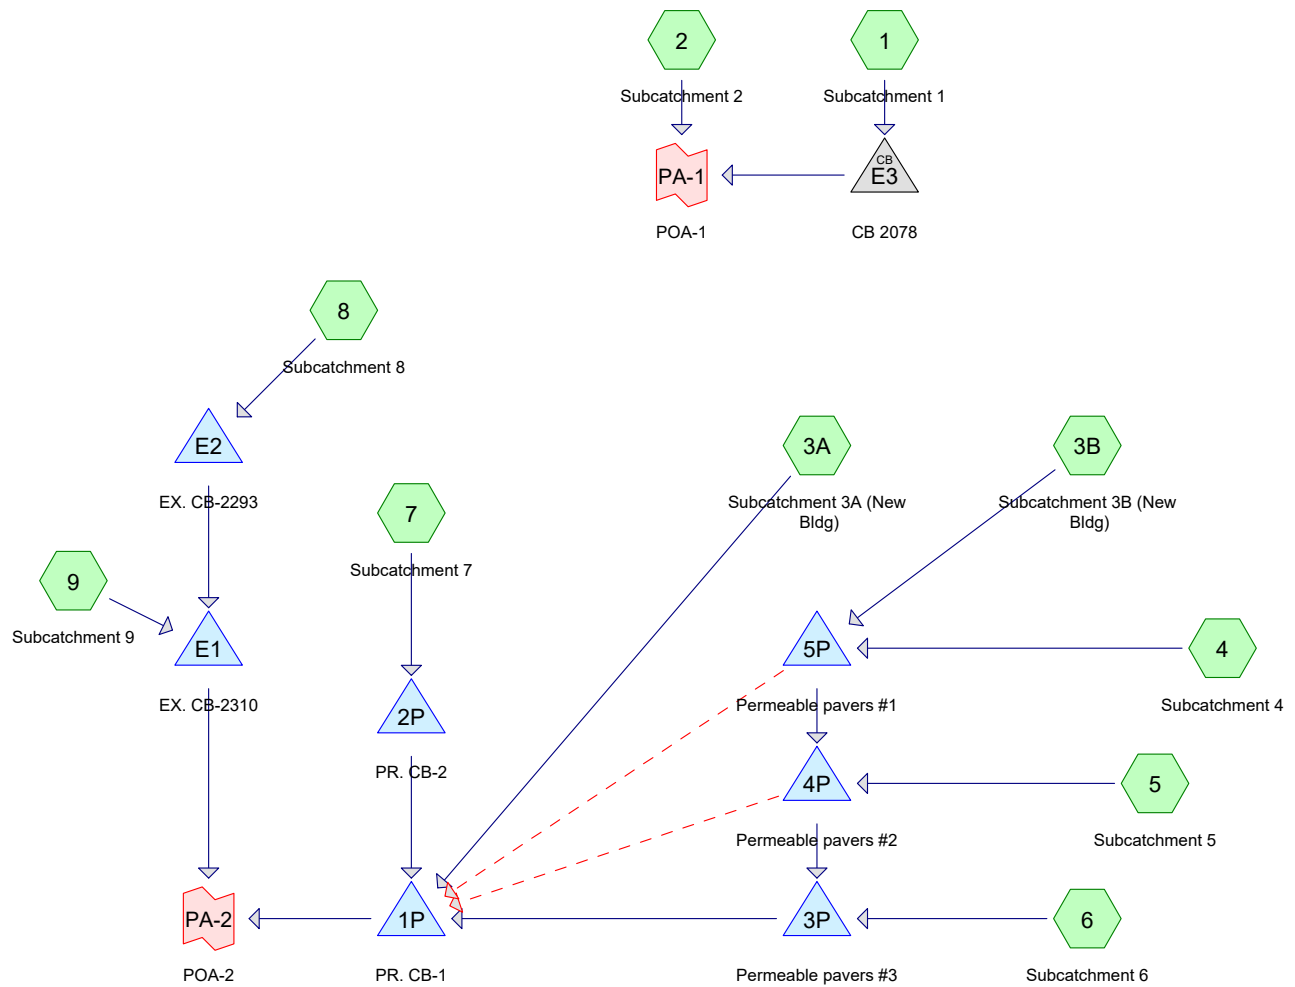 2
1
Subcatchment 2
Subcatchment 1
PA-1
CB
E3
POA-1
CB 2078
8
Subcatchment 8
E2
EX. CB-2293
3A
3B
Subcatchment 3A (New
Bldg)
Subcatchment 3B (New
Bldg)
7
Subcatchment 7
9
Subcatchment 9
E1
EX. CB-2310
5P
Permeable pavers #1
4
Subcatchment 4
2P
PR. CB-2
4P
Permeable pavers #2
5
Subcatchment 5
PA-2
POA-2
1P
PR. CB-1
3P
Permeable pavers #3
6
Subcatchment 6